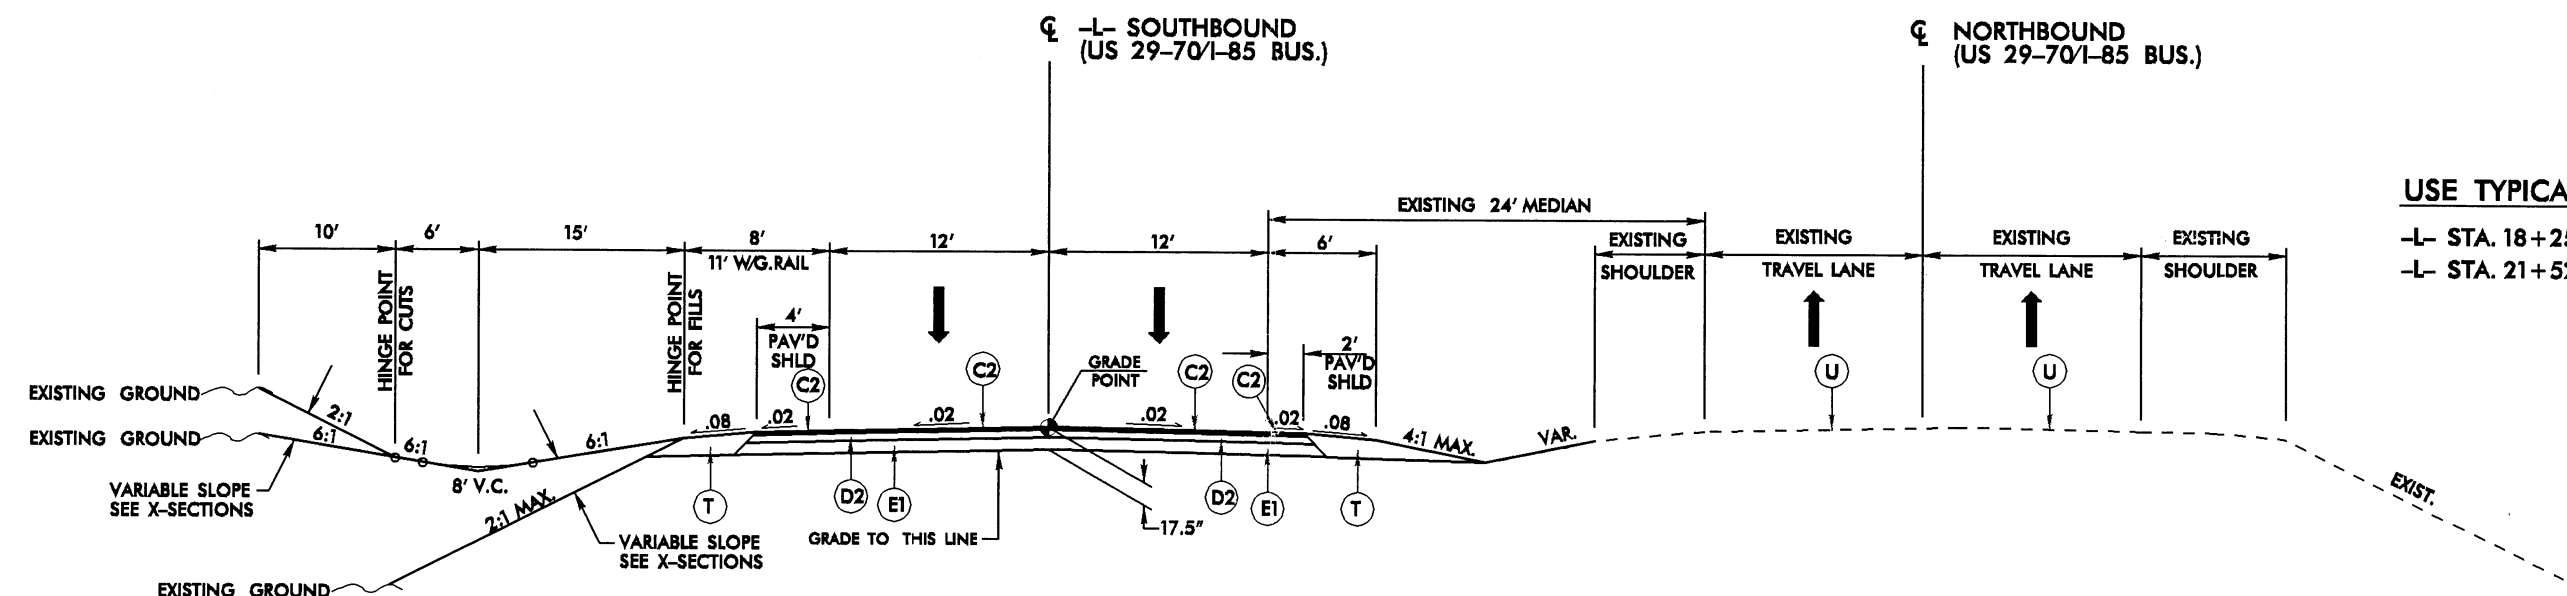 ℄ -L- SOUTHBOUND
(US 29-70/I-85 BUS.)
℄ NORTHBOUND
(US 29-70/I-85 BUS.)
USE TYPICA
-L- STA. 18+25
-L- STA. 21+52
EXISTING 24' MEDIAN
10'
6'
15'
8'
11' W/G.RAIL
12'
12'
6'
EXISTING
SHOULDER
EXISTING
TRAVEL LANE
EXISTING
TRAVEL LANE
EXISTING
SHOULDER
HINGE POINT
FOR CUTS
HINGE POINT
FOR FILLS
4'
PAV'D
SHLD
2'
PAV'D
SHLD
GRADE
POINT
C2
C2
C2
C2
U
U
EXISTING GROUND
2:1
EXISTING GROUND
6:1
6:1
6:1
.08
.02
.02
.02
.02
.08
4:1 MAX.
VAR.
8' V.C.
VARIABLE SLOPE
SEE X-SECTIONS
2:1 MAX.
T
D2
E1
D2
E1
T
17.5"
GRADE TO THIS LINE
VARIABLE SLOPE
SEE X-SECTIONS
EXIST.
EXISTING GROUND